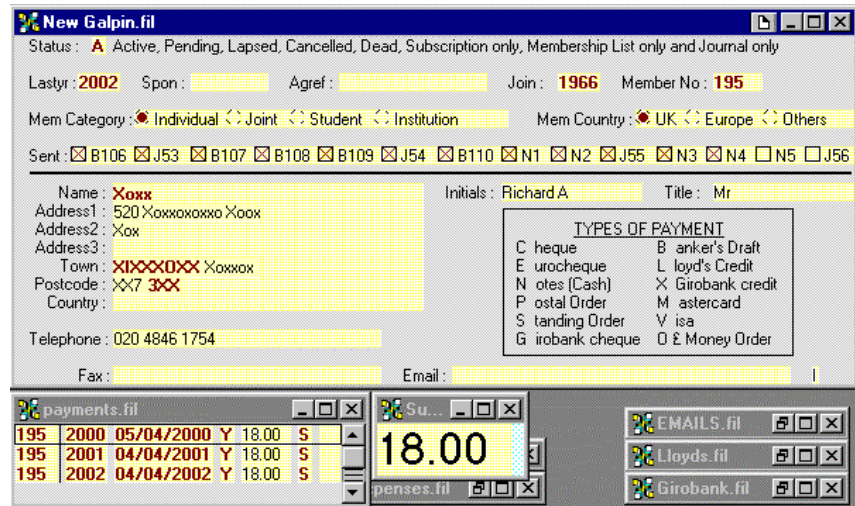 New Galpin.fil
Status : A Active, Pending, Lapsed, Cancelled, Dead, Subscription only, Membership List only and Journal only
Lastyr : 2002 Spon : Agref : Join : 1966 Member No : 195
Mem Category : Individual Joint Student Institution Mem Country : UK Europe Others
Sent : B106 J53 B107 B108 B109 J54 B110 N1 N2 J55 N3 N4 N5 J56
Name : Xoxx Initials : Richard A Title : Mr
Address1 : 520 Xoxxoxoxxo Xoox
Address2 : Xox
Address3 :
Town : XIXXXOXX Xoxxox
Postcode : XX7 3XX
Country :
TYPES OF PAYMENT
C heque B anker's Draft
E urocheque L loyd's Credit
N otes (Cash) X Girobank credit
P ostal Order M astercard
S tanding Order V isa
G irobank cheque O £ Money Order
Telephone : 020 4846 1754
Fax : Email :
payments.fil
195 2000 05/04/2000 Y 18.00 S
195 2001 04/04/2001 Y 18.00 S
195 2002 04/04/2002 Y 18.00 S
Su...
18.00
penses.fil
EMAILS.fil
Lloyds.fil
Girobank.fil